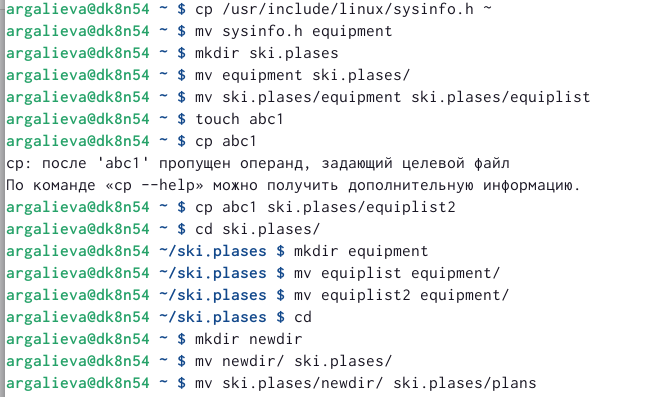 argalieva@dk8n54 ~ $ cp /usr/include/linux/sysinfo.h ~
argalieva@dk8n54 ~ $ mv sysinfo.h equipment
argalieva@dk8n54 ~ $ mkdir ski.plases
argalieva@dk8n54 ~ $ mv equipment ski.plases/
argalieva@dk8n54 ~ $ mv ski.plases/equipment ski.plases/equiplist
argalieva@dk8n54 ~ $ touch abc1
argalieva@dk8n54 ~ $ cp abc1
cp: после 'abc1' пропущен операнд, задающий целевой файл
По команде «cp --help» можно получить дополнительную информацию.
argalieva@dk8n54 ~ $ cp abc1 ski.plases/equiplist2
argalieva@dk8n54 ~ $ cd ski.plases/
argalieva@dk8n54 ~/ski.plases $ mkdir equipment
argalieva@dk8n54 ~/ski.plases $ mv equiplist equipment/
argalieva@dk8n54 ~/ski.plases $ mv equiplist2 equipment/
argalieva@dk8n54 ~/ski.plases $ cd
argalieva@dk8n54 ~ $ mkdir newdir
argalieva@dk8n54 ~ $ mv newdir/ ski.plases/
argalieva@dk8n54 ~ $ mv ski.plases/newdir/ ski.plases/plans